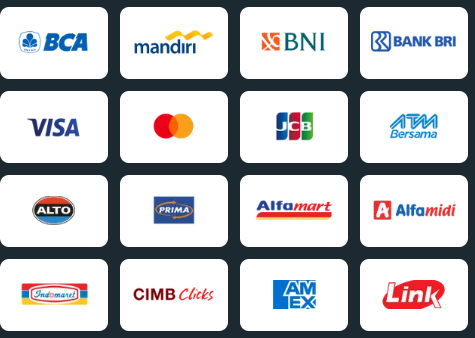 BCA
mandiri
BNI
BANK BRI
VISA
JCB
ATM
Bersama
ALTO
PRIMA
Alfamart
Alfamidi
Indomaret
CIMB Clicks
AM
EX
Link